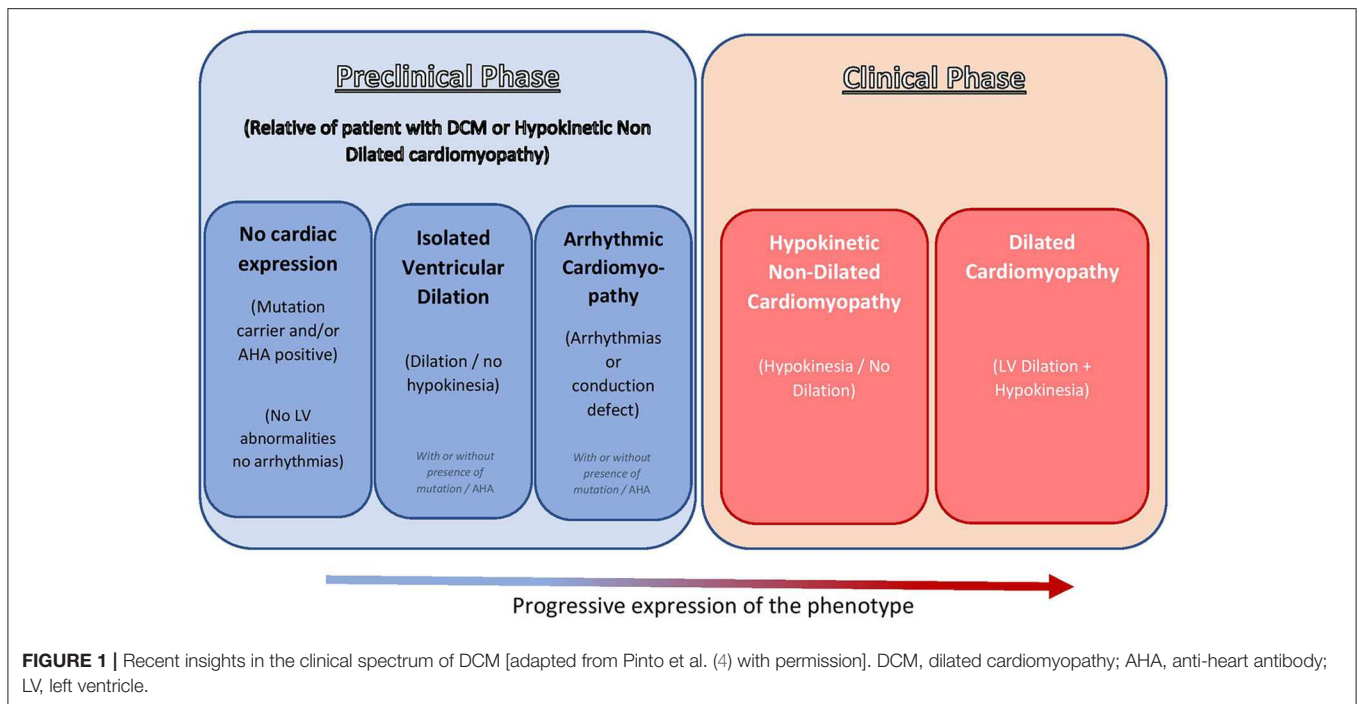 Preclinical Phase
(Relative of patient with DCM or Hypokinetic Non
Dilated cardiomyopathy)
No cardiac
expression
(Mutation
carrier and/or
AHA positive)
(No LV
abnormalities
no arrhythmias)
Isolated
Ventricular
Dilation
(Dilation / no
hypokinesia)
With or without
presence of
mutation / AHA
Arrhythmic
Cardiomyo-
pathy
(Arrhythmias
or
conduction
defect)
With or without
presence of
mutation / AHA
Clinical Phase
Hypokinetic
Non-Dilated
Cardiomyopathy
(Hypokinesia / No
Dilation)
Dilated
Cardiomyopathy
(LV Dilation +
Hypokinesia)
Progressive expression of the phenotype
FIGURE 1 | Recent insights in the clinical spectrum of DCM [adapted from Pinto et al. (4) with permission]. DCM, dilated cardiomyopathy; AHA, anti-heart antibody;
LV, left ventricle.